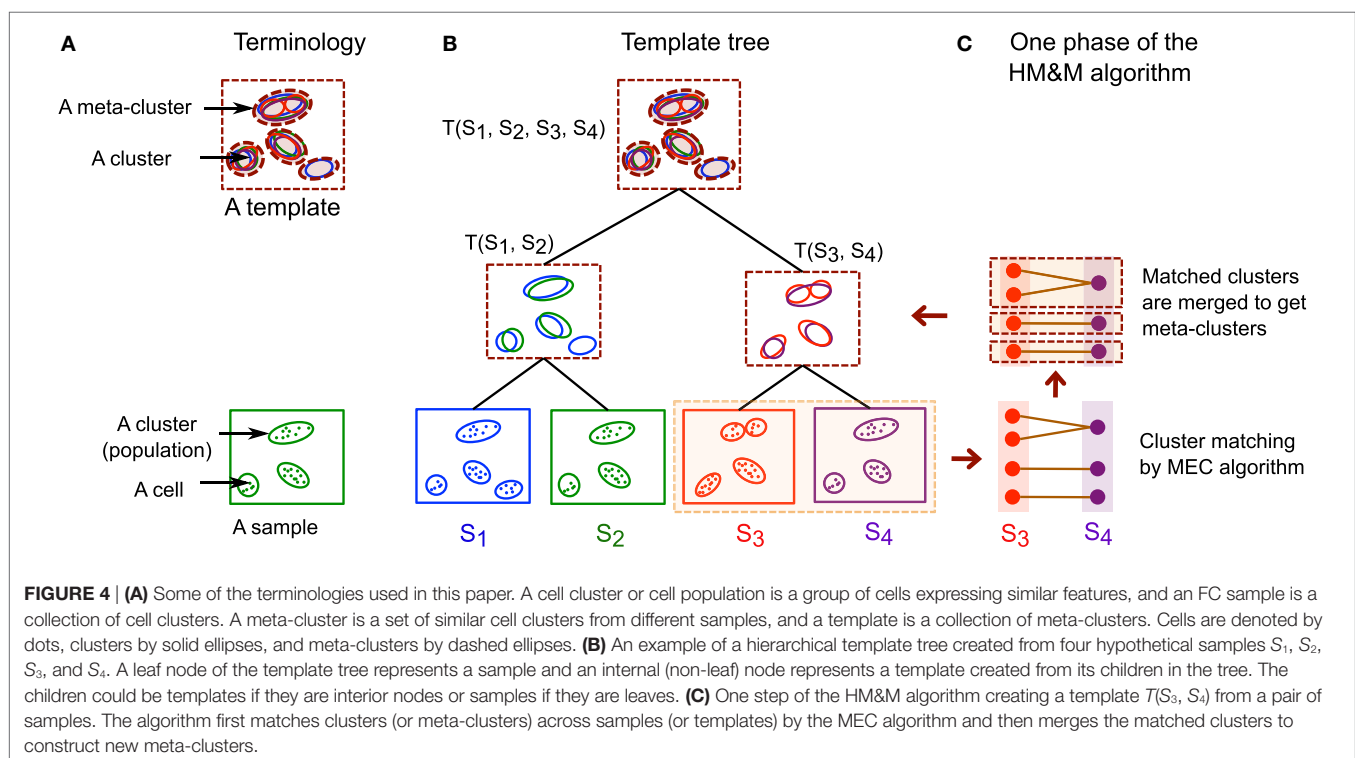 A Terminology
B Template tree
C One phase of the
HM&M algorithm
A meta-cluster
A cluster
A template
T(S1, S2, S3, S4)
T(S1, S2)
T(S3, S4)
Matched clusters
are merged to get
meta-clusters
A cluster
(population)
A cell
A sample
S1
S2
S3
S4
Cluster matching
by MEC algorithm
S3
S4
FIGURE 4 | (A) Some of the terminologies used in this paper. A cell cluster or cell population is a group of cells expressing similar features, and an FC sample is a
collection of cell clusters. A meta-cluster is a set of similar cell clusters from different samples, and a template is a collection of meta-clusters. Cells are denoted by
dots, clusters by solid ellipses, and meta-clusters by dashed ellipses. (B) An example of a hierarchical template tree created from four hypothetical samples S1, S2,
S3, and S4. A leaf node of the template tree represents a sample and an internal (non-leaf) node represents a template created from its children in the tree. The
children could be templates if they are interior nodes or samples if they are leaves. (C) One step of the HM&M algorithm creating a template T(S3, S4) from a pair of
samples. The algorithm first matches clusters (or meta-clusters) across samples (or templates) by the MEC algorithm and then merges the matched clusters to
construct new meta-clusters.